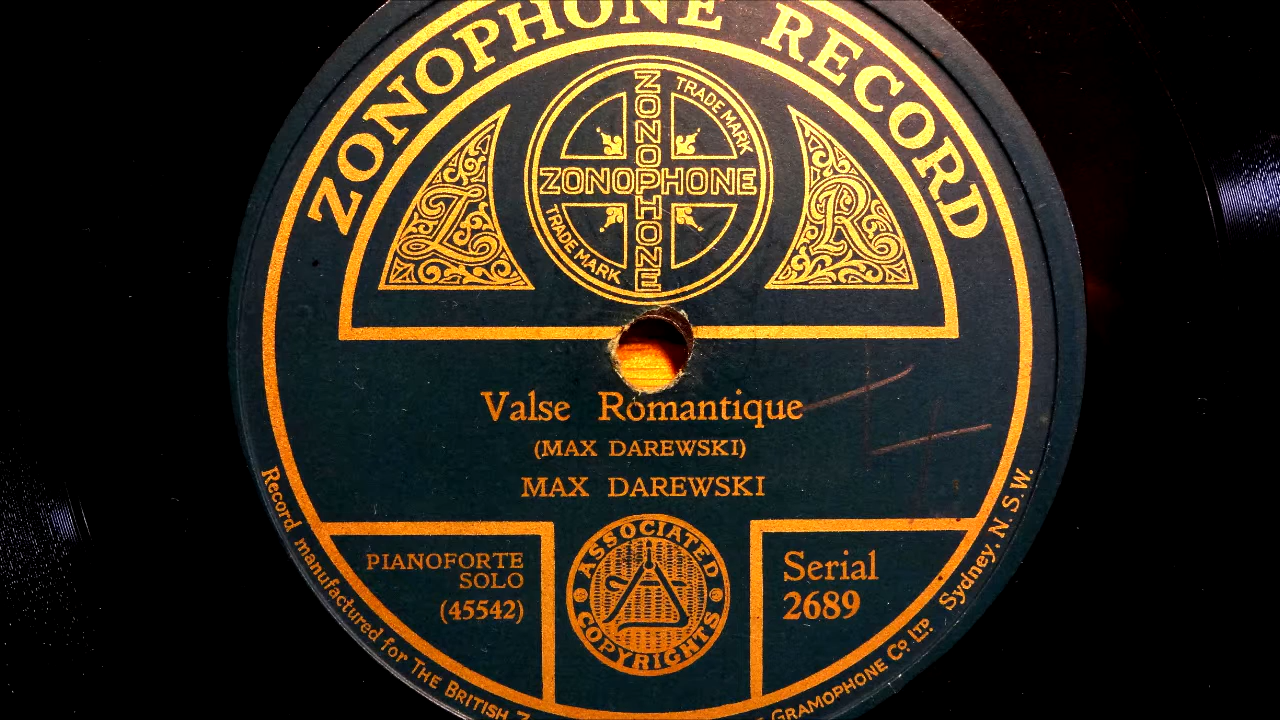 ZONOPHONE RECORD
ZONOPHONE
TRADE MARK
ZONOPHONE
TRADE MARK
Z
R
Valse Romantique
(MAX DAREWSKI)
MAX DAREWSKI
PIANOFORTE
SOLO
(45542)
ASSOCIATED
COPYRIGHTS
Serial
2689
Record manufactured for THE BRITISH
GRAMOPHONE Co. LTD. Sydney, N.S.W.